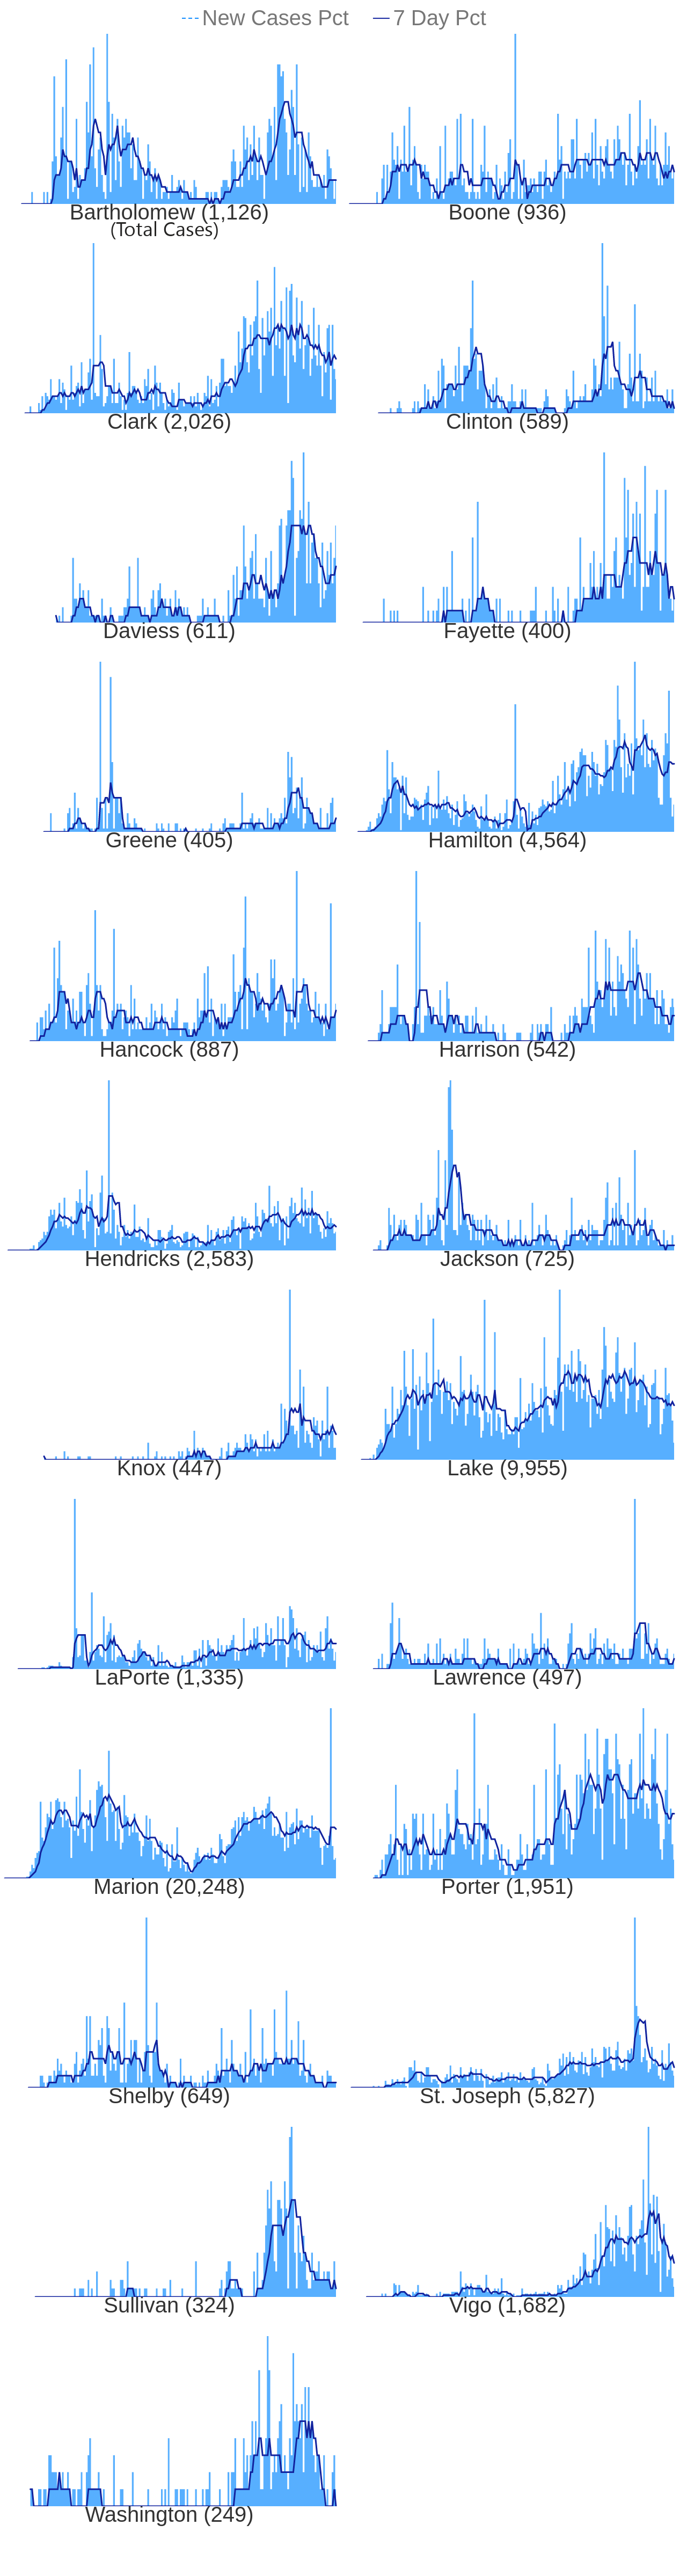 New Cases Pct 7 Day Pct
Bartholomew (1,126) Boone (936)
(Total Cases)
Clark (2,026) Clinton (589)
Daviess (611) Fayette (400)
Greene (405) Hamilton (4,564)
Hancock (887) Harrison (542)
Hendricks (2,583) Jackson (725)
Knox (447) Lake (9,955)
LaPorte (1,335) Lawrence (497)
Marion (20,248) Porter (1,951)
Shelby (649) St. Joseph (5,827)
Sullivan (324) Vigo (1,682)
Washington (249)